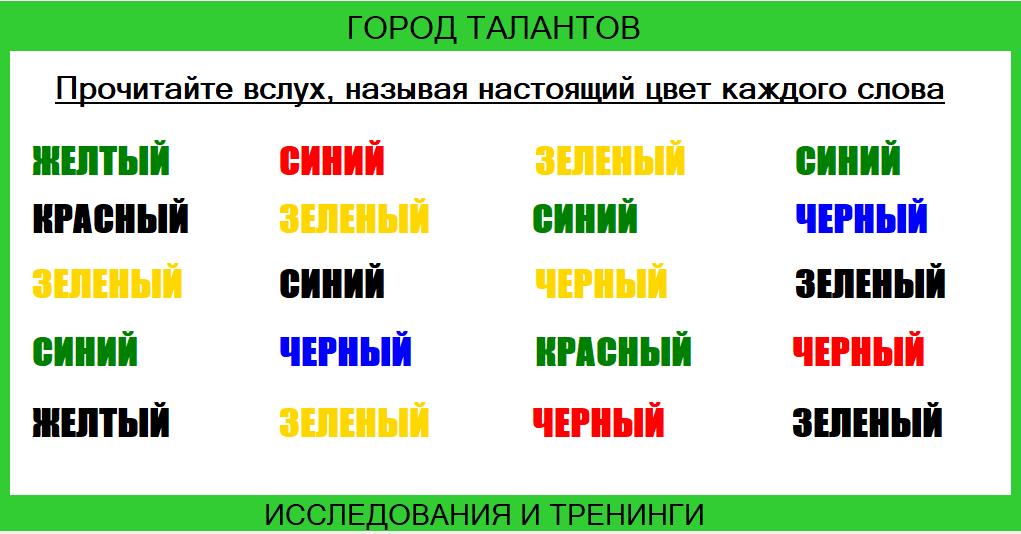 ГОРОД ТАЛАНТОВ
Прочитайте вслух, называя настоящий цвет каждого слова
ЖЕЛТЫЙ СИНИЙ ЗЕЛЕНЫЙ СИНИЙ
КРАСНЫЙ ЗЕЛЕНЫЙ СИНИЙ ЧЕРНЫЙ
ЗЕЛЕНЫЙ СИНИЙ ЧЕРНЫЙ ЗЕЛЕНЫЙ
СИНИЙ ЧЕРНЫЙ КРАСНЫЙ ЧЕРНЫЙ
ЖЕЛТЫЙ ЗЕЛЕНЫЙ ЧЕРНЫЙ ЗЕЛЕНЫЙ
ИССЛЕДОВАНИЯ И ТРЕНИНГИ